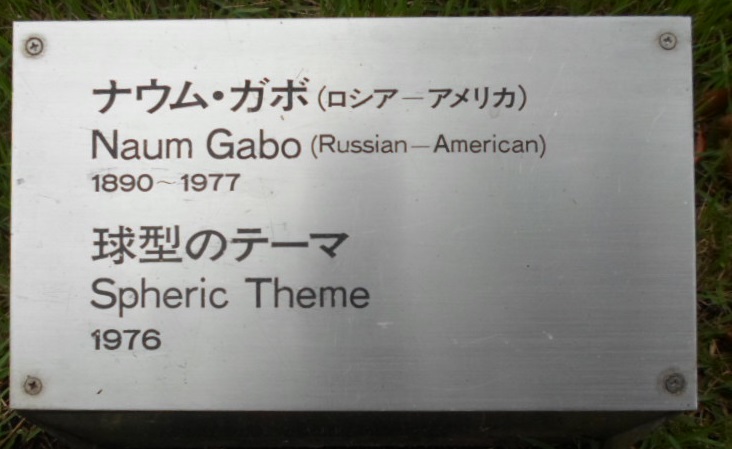 ナウム・ガボ(ロシア―アメリカ)
Naum Gabo (Russian―American)
1890~1977
球型のテーマ
Spheric Theme
1976